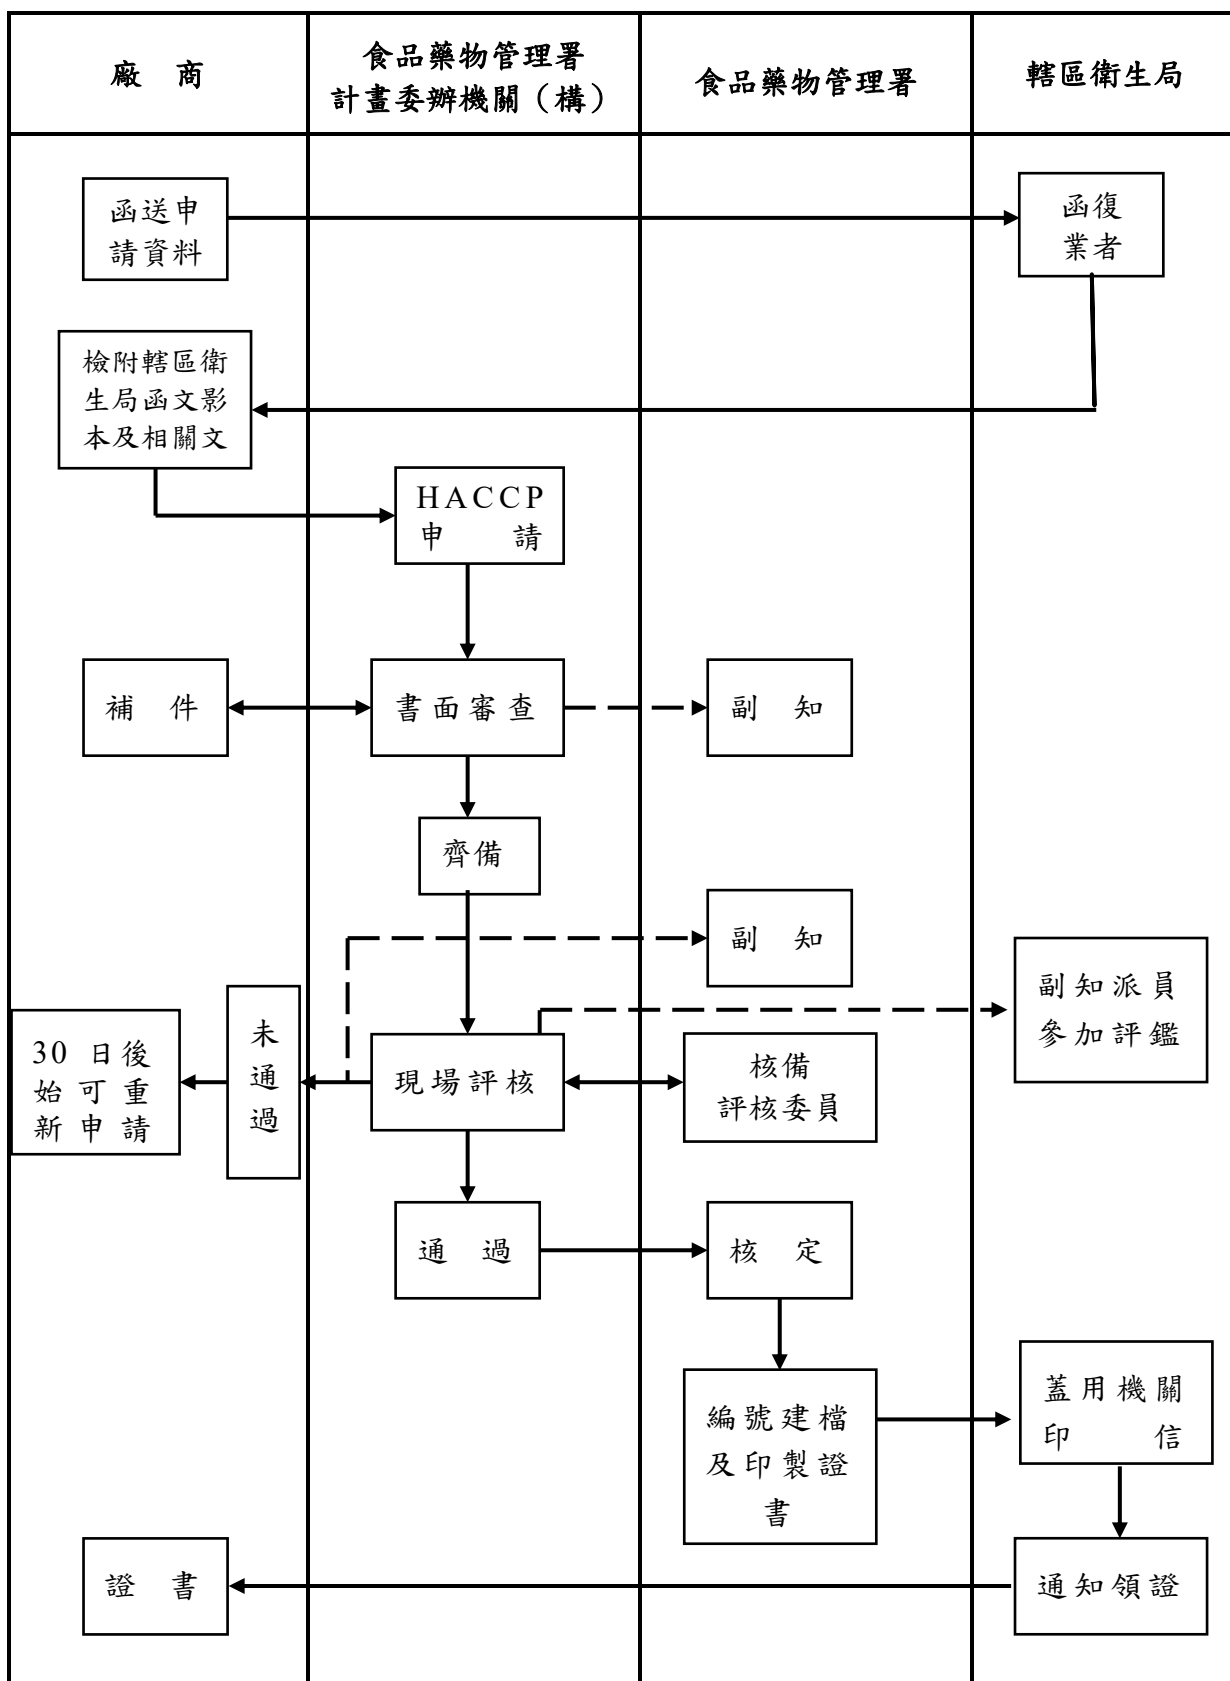 廠 商
食品藥物管理署
計畫委辦機關（構）
食品藥物管理署
轄區衛生局
函送申
請資料
函復
業者
檢附轄區衛
生局函文影
本及相關文
HACCP
申 請
補 件
書面審查
副 知
齊備
副 知
副知派員
參加評鑑
30 日後
始可重
新申請
未
通
過
現場評核
核備
評核委員
通 過
核 定
編號建檔
及印製證
書
蓋用機關
印 信
證 書
通知領證